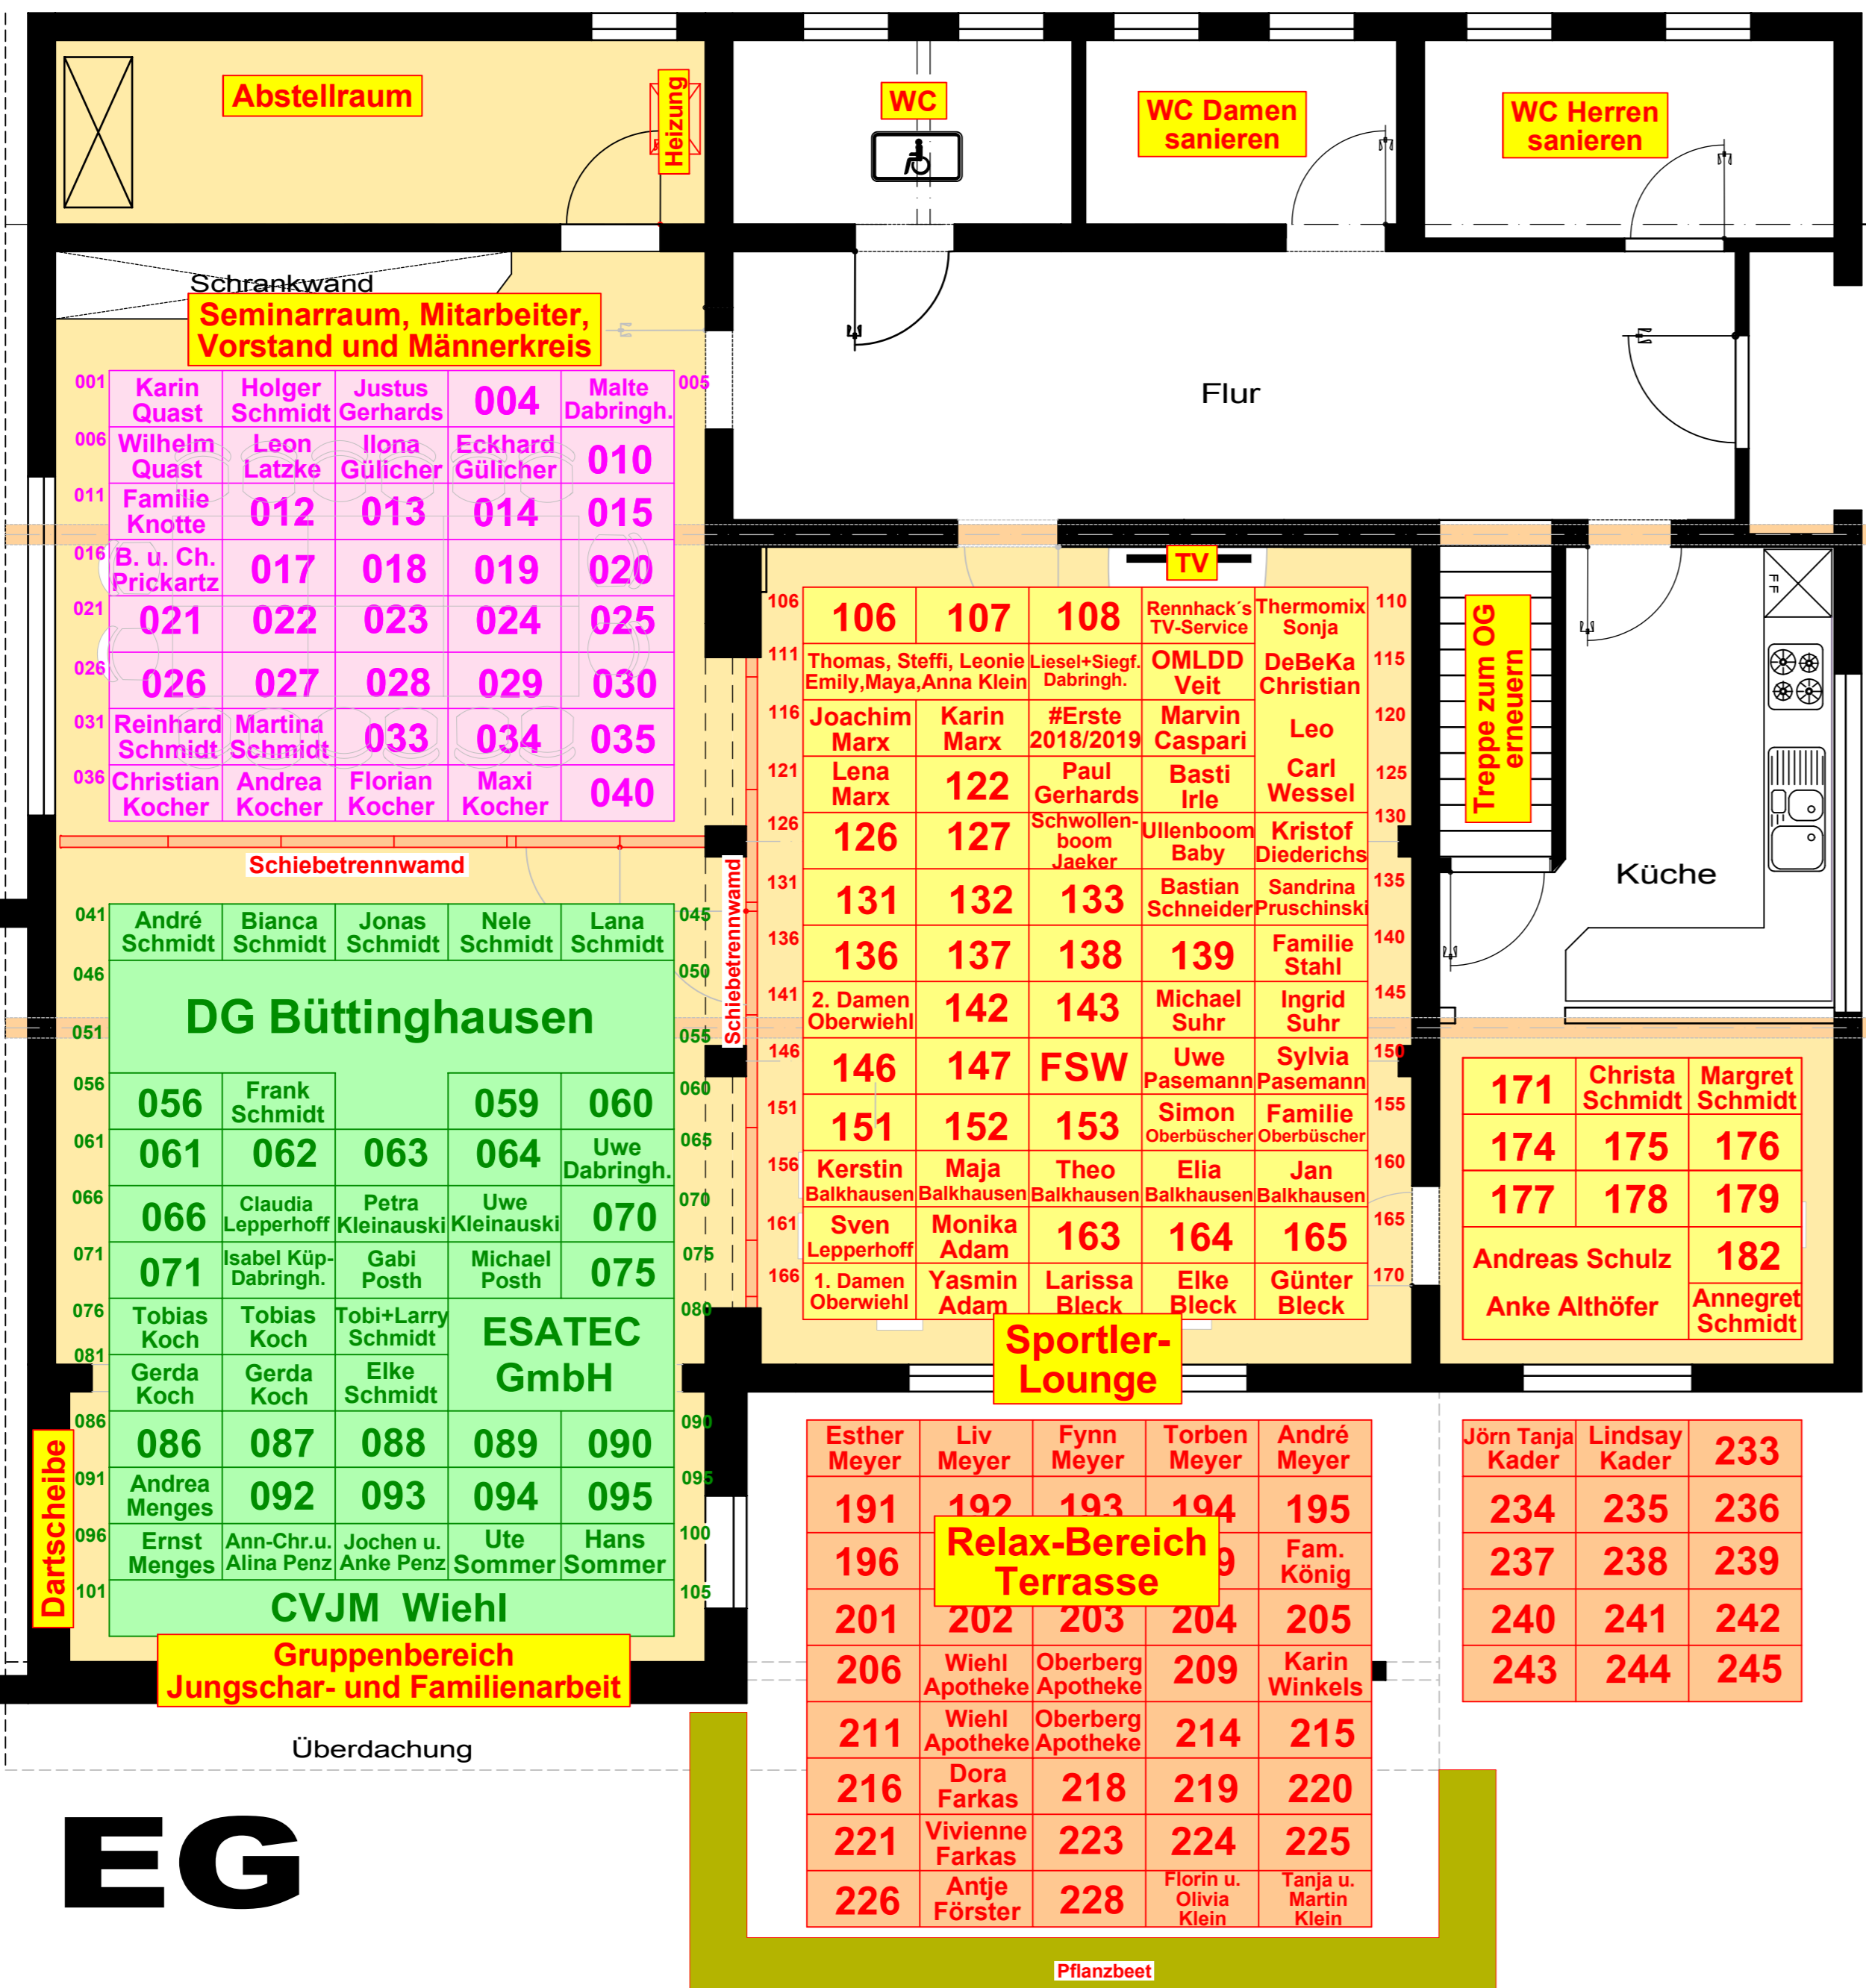 Abstellraum
Heizung
WC
WC Damen
sanieren
WC Herren
sanieren
Schrankwand
Seminarraum, Mitarbeiter,
Vorstand und Männerkreis
Flur
001 Karin Quast Holger Schmidt Justus Gerhards 004 Malte Dabringh. 005
006 Wilhelm Quast Leon Latzke Ilona Gülicher Eckhard Gülicher 010
011 Familie Knotte 012 013 014 015
016 B. u. Ch. Prickartz 017 018 019 020
021 021 022 023 024 025
026 026 027 028 029 030
031 Reinhard Schmidt Martina Schmidt 033 034 035
036 Christian Kocher Andrea Kocher Florian Kocher Maxi Kocher 040
Schiebetrennwamd
Schiebetrennwamd
041 André Schmidt Bianca Schmidt Jonas Schmidt Nele Schmidt Lana Schmidt 045
046 050
DG Büttinghausen
051 055
056 056 Frank Schmidt 059 060 060
061 061 062 063 064 Uwe Dabringh. 065
066 066 Claudia Lepperhoff Petra Kleinauski Uwe Kleinauski 070 070
071 071 Isabel Küp- Dabringh. Gabi Posth Michael Posth 075 075
076 Tobias Koch Tobias Koch Tobi+Larry Schmidt ESATEC GmbH 080
081 Gerda Koch Gerda Koch Elke Schmidt
086 086 087 088 089 090 090
091 Andrea Menges 092 093 094 095 095
096 Ernst Menges Ann-Chr.u. Alina Penz Jochen u. Anke Penz Ute Sommer Hans Sommer 100
101 CVJM Wiehl 105
Dartscheibe
Gruppenbereich
Jungschar- und Familienarbeit
Überdachung
EG
TV
106 106 107 108 Rennhack´s TV-Service Thermomix Sonja 110
111 Thomas, Steffi, Leonie Emily,Maya,Anna Klein Liesel+Siegf. Dabringh. OMLDD Veit DeBeKa Christian 115
116 Joachim Marx Karin Marx #Erste 2018/2019 Marvin Caspari Leo 120
121 Lena Marx 122 Paul Gerhards Basti Irle Carl Wessel 125
126 126 127 Schwollen- boom Jaeker Ullenboom Baby Kristof Diederichs 130
131 131 132 133 Bastian Schneider Sandrina Pruschinski 135
136 136 137 138 139 Familie Stahl 140
141 2. Damen Oberwiehl 142 143 Michael Suhr Ingrid Suhr 145
146 146 147 FSW Uwe Pasemann Sylvia Pasemann 150
151 151 152 153 Simon Oberbüscher Familie Oberbüscher 155
156 Kerstin Balkhausen Maja Balkhausen Theo Balkhausen Elia Balkhausen Jan Balkhausen 160
161 Sven Lepperhoff Monika Adam 163 164 165 165
166 1. Damen Oberwiehl Yasmin Adam Larissa Bleck Elke Bleck Günter Bleck 170
Sportler-
Lounge
Treppe zum OG
erneuern
FF
Küche
171 Christa Schmidt Margret Schmidt
174 175 176
177 178 179
Andreas Schulz 182
Anke Althöfer Annegret Schmidt
Esther Meyer Liv Meyer Fynn Meyer Torben Meyer André Meyer
191 192 193 194 195
Relax-Bereich
Terrasse
196 9 Fam. König
201 202 203 204 205
206 Wiehl Apotheke Oberberg Apotheke 209 Karin Winkels
211 Wiehl Apotheke Oberberg Apotheke 214 215
216 Dora Farkas 218 219 220
221 Vivienne Farkas 223 224 225
226 Antje Förster 228 Florin u. Olivia Klein Tanja u. Martin Klein
Jörn Tanja Kader Lindsay Kader 233
234 235 236
237 238 239
240 241 242
243 244 245
Pflanzbeet